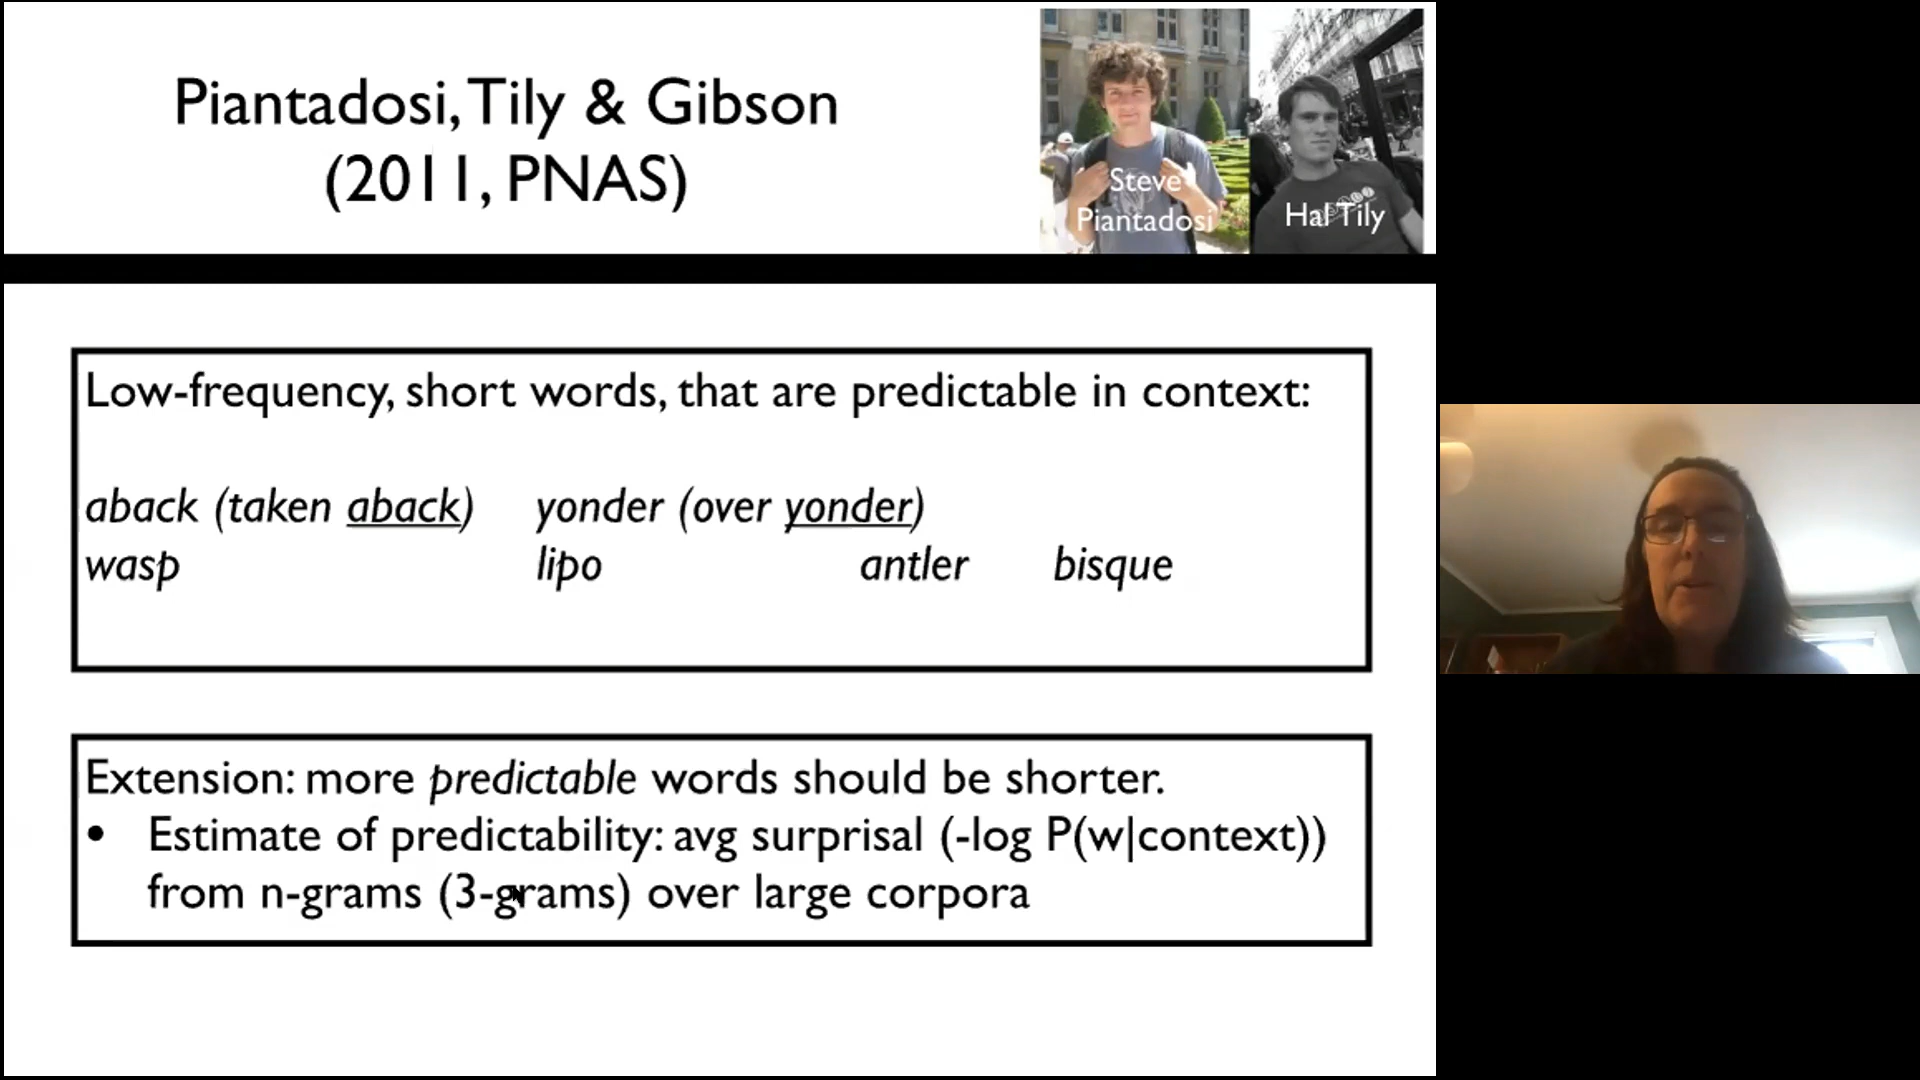 Piantadosi, Tily & Gibson
(2011, PNAS)
Steve
Piantadosi
Hal Tily
Low-frequency, short words, that are predictable in context:
aback (taken aback) yonder (over yonder)
wasp lipo antler bisque
Extension: more predictable words should be shorter.
• Estimate of predictability: avg surprisal (-log P(w|context))
from n-grams (3-grams) over large corpora